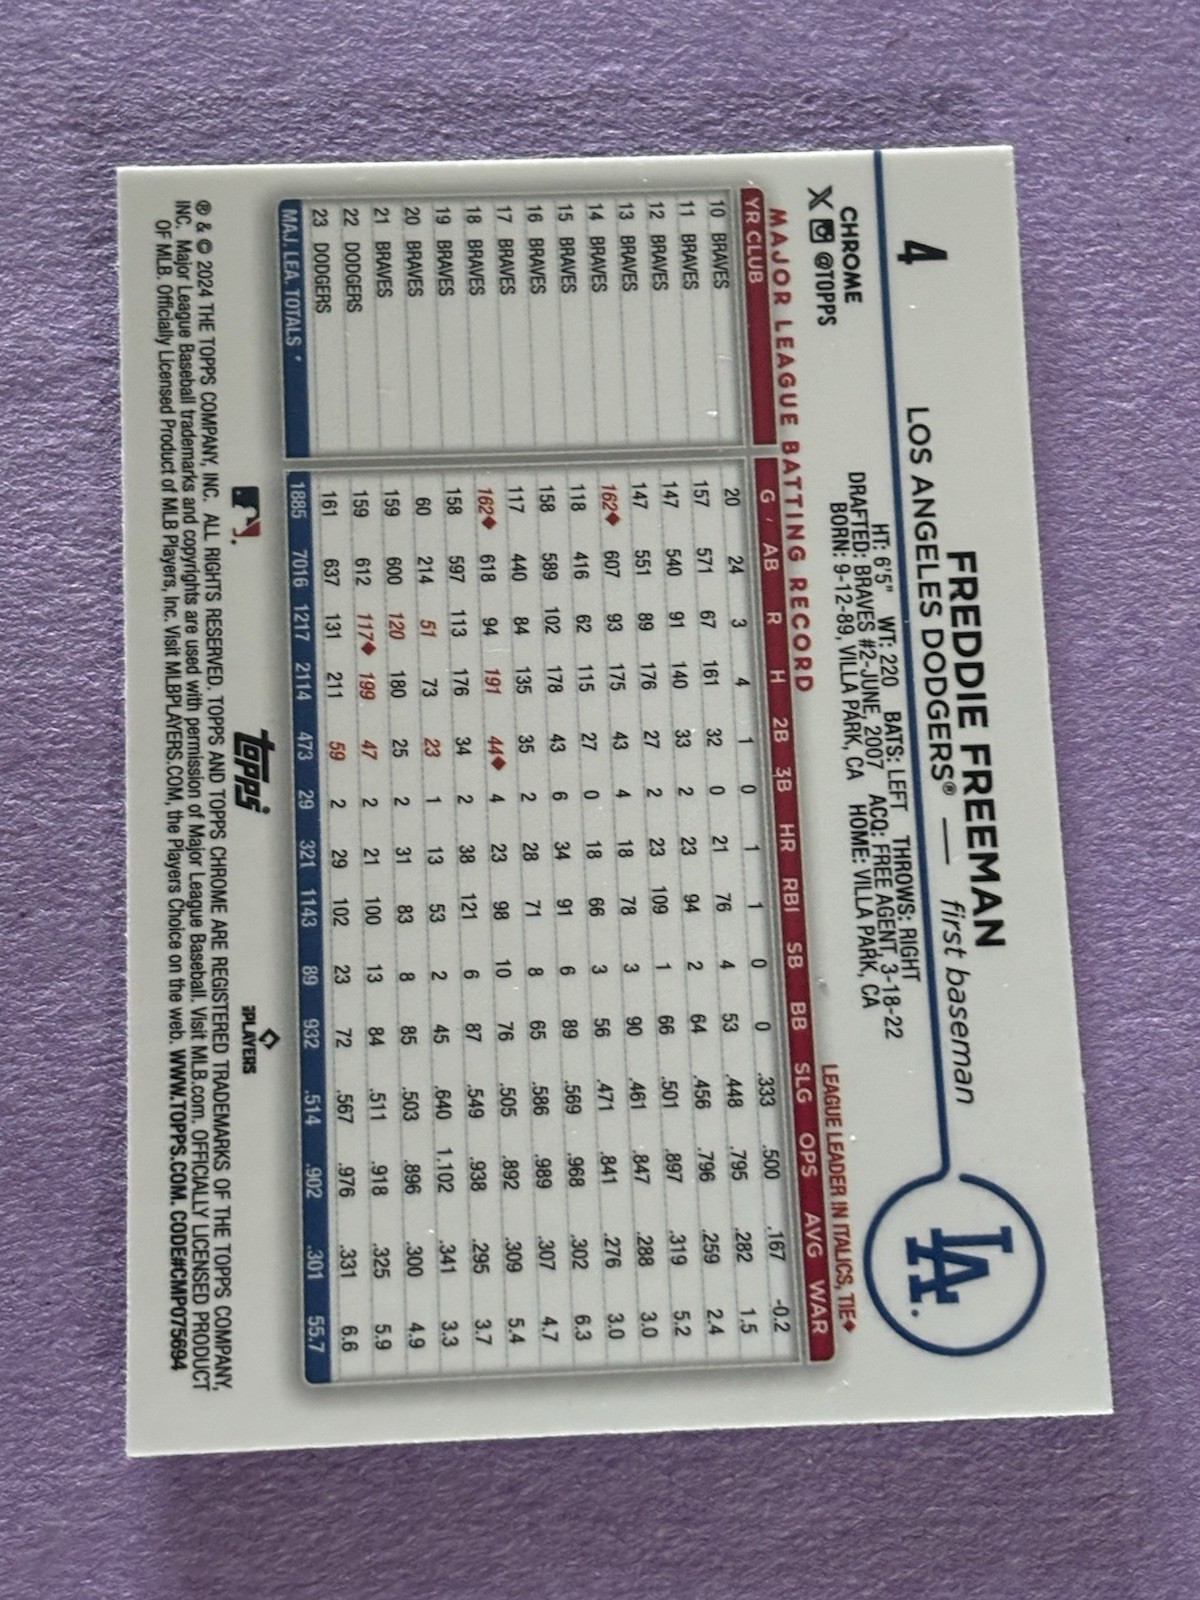 4
FREDDIE FREEMAN
LOS ANGELES DODGERS® — first baseman
LA
CHROME
X @TOPPS
HT: 6'5" WT: 220 BATS: LEFT THROWS: RIGHT
DRAFTED: BRAVES #2-JUNE, 2007 ACQ: FREE AGENT, 3-18-22
BORN: 9-12-89, VILLA PARK, CA HOME: VILLA PARK, CA
MAJOR LEAGUE BATTING RECORD
LEAGUE LEADER IN ITALICS, TIE♦
YR CLUB G AB R H 2B 3B HR RBI SB BB SLG OPS AVG WAR
10 BRAVES 20 24 3 4 1 0 1 1 0 0 .333 .500 .167 -0.2
11 BRAVES 157 571 67 161 32 0 21 76 4 53 .448 .795 .282 1.5
12 BRAVES 147 540 91 140 33 2 23 94 2 64 .456 .796 .259 2.4
13 BRAVES 147 551 89 176 27 2 23 109 1 66 .501 .897 .319 5.2
14 BRAVES 162♦ 607 93 175 43 4 18 78 3 90 .461 .847 .288 3.0
15 BRAVES 118 416 62 115 27 0 18 66 3 56 .471 .841 .276 3.0
16 BRAVES 158 589 102 178 43 6 34 91 6 89 .569 .968 .302 6.3
17 BRAVES 117 440 84 135 35 2 28 71 8 65 .586 .989 .307 4.7
18 BRAVES 162♦ 618 94 191 44♦ 4 23 98 10 76 .505 .892 .309 5.4
19 BRAVES 158 597 113 176 34 2 38 121 6 87 .549 .938 .295 3.7
20 BRAVES 60 214 51 73 23 1 13 53 2 45 .640 1.102 .341 3.3
21 BRAVES 159 600 120 180 25 2 31 83 8 85 .503 .896 .300 4.9
22 DODGERS 159 612 117♦ 199 47 2 21 100 13 84 .511 .918 .325 5.9
23 DODGERS 161 637 131 211 59 2 29 102 23 72 .567 .976 .331 6.6
MAJ. LEA. TOTALS 1885 7016 1217 2114 473 29 321 1143 89 932 .514 .902 .301 55.7
topps
PLAYERS
® & © 2024 THE TOPPS COMPANY, INC. ALL RIGHTS RESERVED. TOPPS AND TOPPS CHROME ARE REGISTERED TRADEMARKS OF THE TOPPS COMPANY,
INC. Major League Baseball trademarks and copyrights are used with permission of Major League Baseball. Visit MLB.com. OFFICIALLY LICENSED PRODUCT
OF MLB. Officially Licensed Product of MLB Players, Inc. Visit MLBPLAYERS.COM, the Players Choice on the web. WWW.TOPPS.COM. CODE#CMP075694